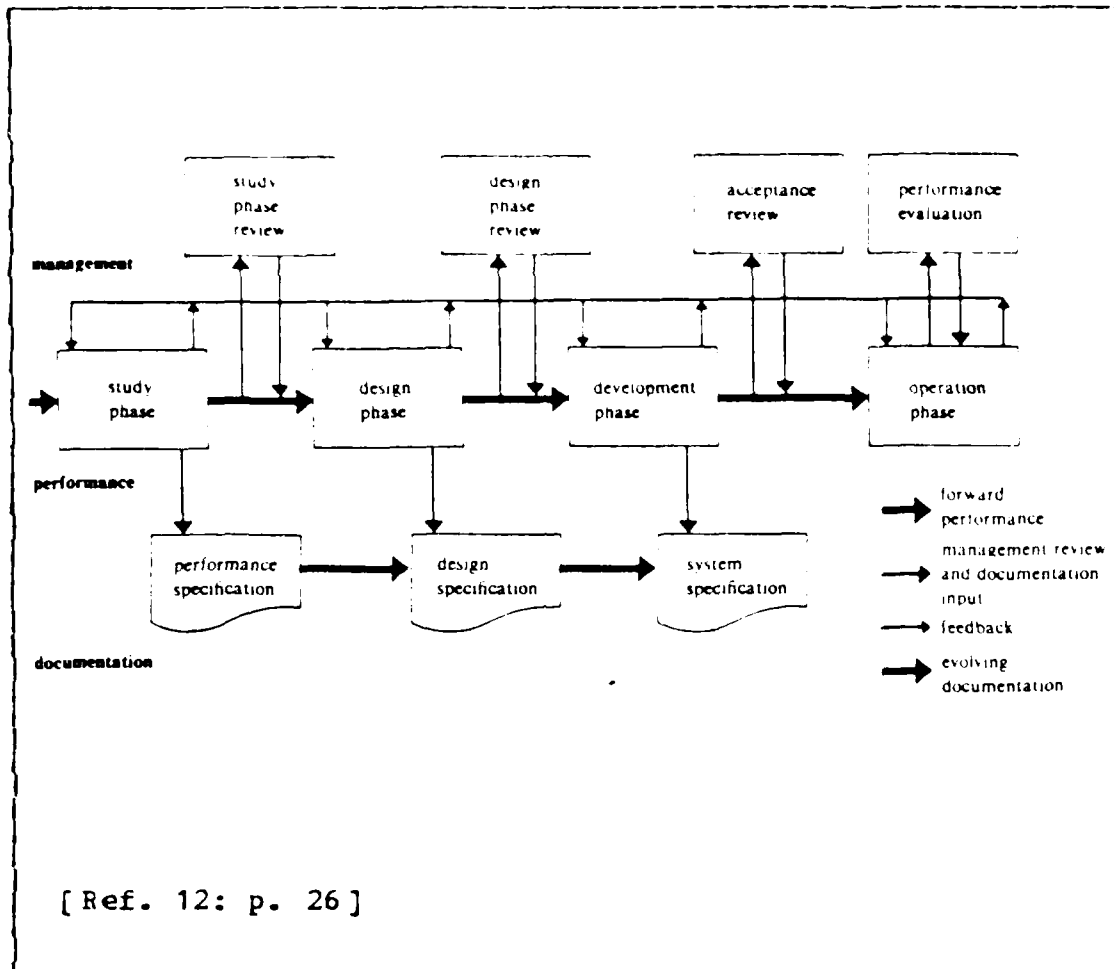 study
phase
review
design
phase
review
acceptance
review
performance
evaluation
management
study
phase
design
phase
development
phase
operation
phase
performance
performance
specification
design
specification
system
specification
forward
performance
management review
and documentation
input
feedback
evolving
documentation
documentation
[Ref. 12: p. 26]